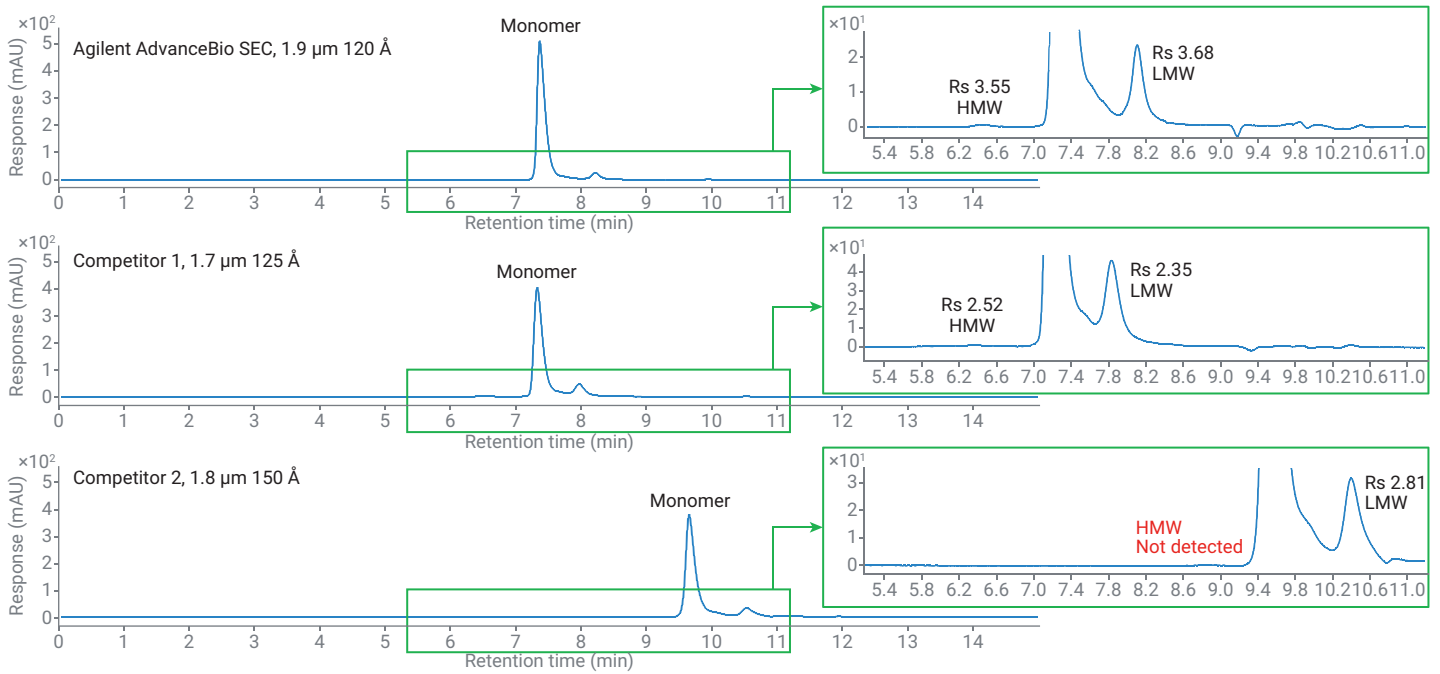 ×10²
Agilent AdvanceBio SEC, 1.9 µm 120 Å
Monomer
Response (mAU)
5
4
3
2
1
0
0 1 2 3 4 5 6 7 8 9 10 11 12 13 14
Retention time (min)
×10¹
2
1
0
Rs 3.55
HMW
Rs 3.68
LMW
5.4 5.8 6.2 6.6 7.0 7.4 7.8 8.2 8.6 9.0 9.4 9.8 10.2 10.6 11.0
×10²
Competitor 1, 1.7 µm 125 Å
Monomer
Response (mAU)
5
4
3
2
1
0
0 1 2 3 4 5 6 7 8 9 10 11 12 13 14
Retention time (min)
×10¹
4
3
2
1
0
Rs 2.52
HMW
Rs 2.35
LMW
5.4 5.8 6.2 6.6 7.0 7.4 7.8 8.2 8.6 9.0 9.4 9.8 10.2 10.6 11.0
×10²
Competitor 2, 1.8 µm 150 Å
Monomer
Response (mAU)
5
4
3
2
1
0
0 1 2 3 4 5 6 7 8 9 10 11 12 13 14
Retention time (min)
×10¹
3
2
1
0
HMW
Not detected
Rs 2.81
LMW
5.4 5.8 6.2 6.6 7.0 7.4 7.8 8.2 8.6 9.0 9.4 9.8 10.2 10.6 11.0